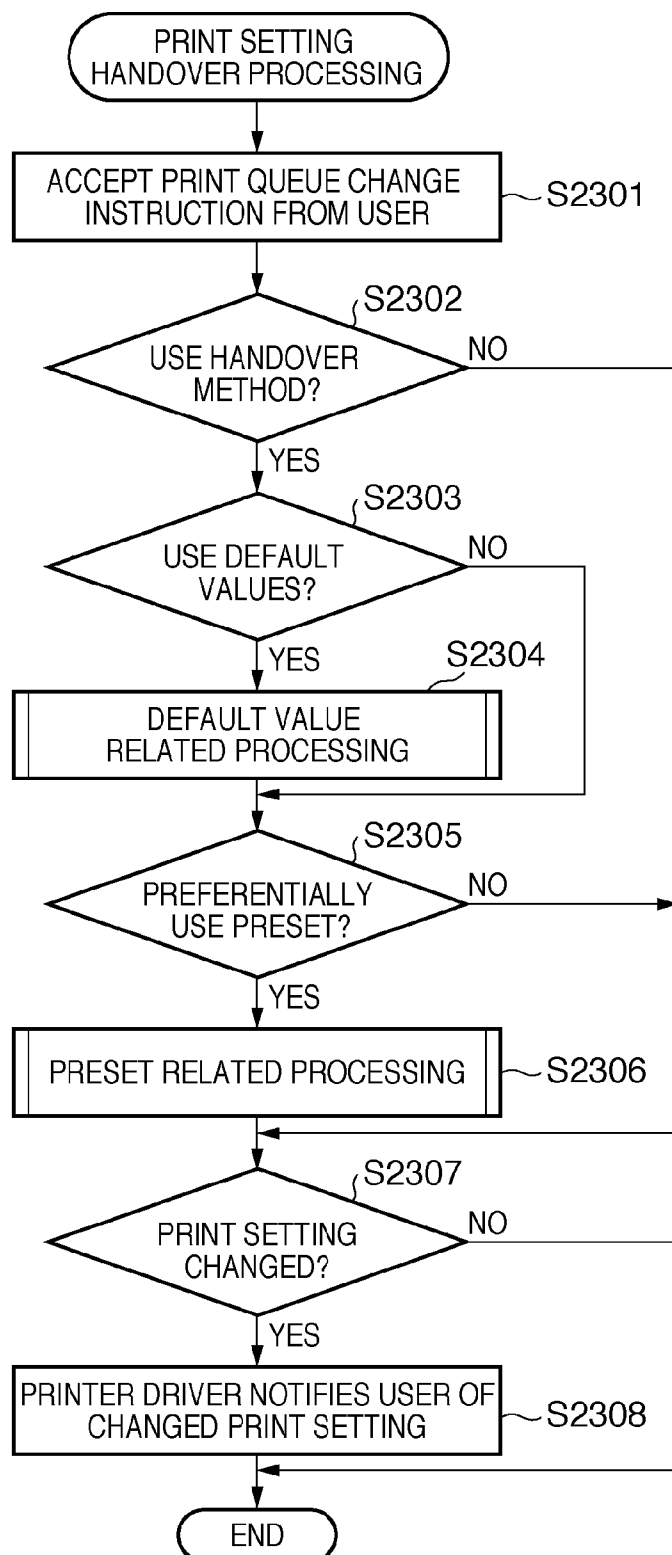 PRINT SETTING
HANDOVER PROCESSING
ACCEPT PRINT QUEUE CHANGE
INSTRUCTION FROM USER
S2301
S2302
USE HANDOVER
METHOD?
NO
YES
S2303
USE DEFAULT
VALUES?
NO
YES
S2304
DEFAULT VALUE
RELATED PROCESSING
S2305
PREFERENTIALLY
USE PRESET?
NO
YES
PRESET RELATED PROCESSING
S2306
S2307
PRINT SETTING
CHANGED?
NO
YES
PRINTER DRIVER NOTIFIES USER OF
CHANGED PRINT SETTING
S2308
END